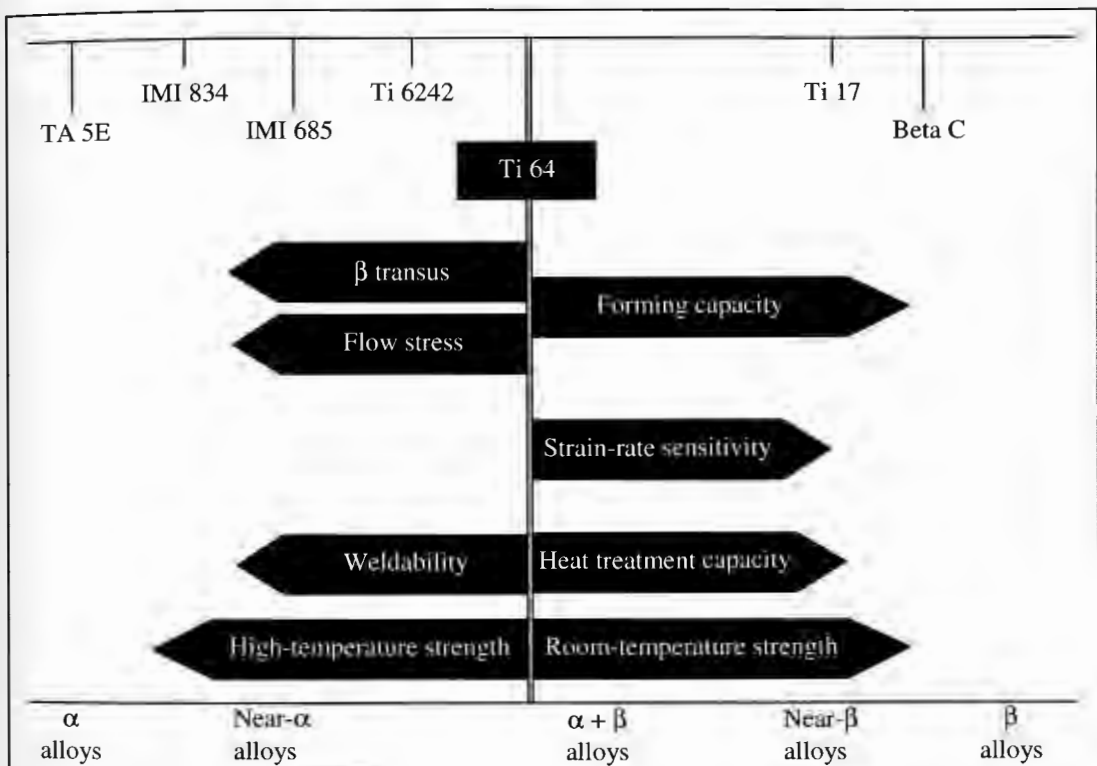 IMI 834 Ti 6242 Ti 17
TA 5E IMI 685 Beta C
Ti 64
β transus
Forming capacity
Flow stress
Strain-rate sensitivity
Weldability Heat treatment capacity
High-temperature strength Room-temperature strength
α Near-α α + β Near-β β
alloys alloys alloys alloys alloys